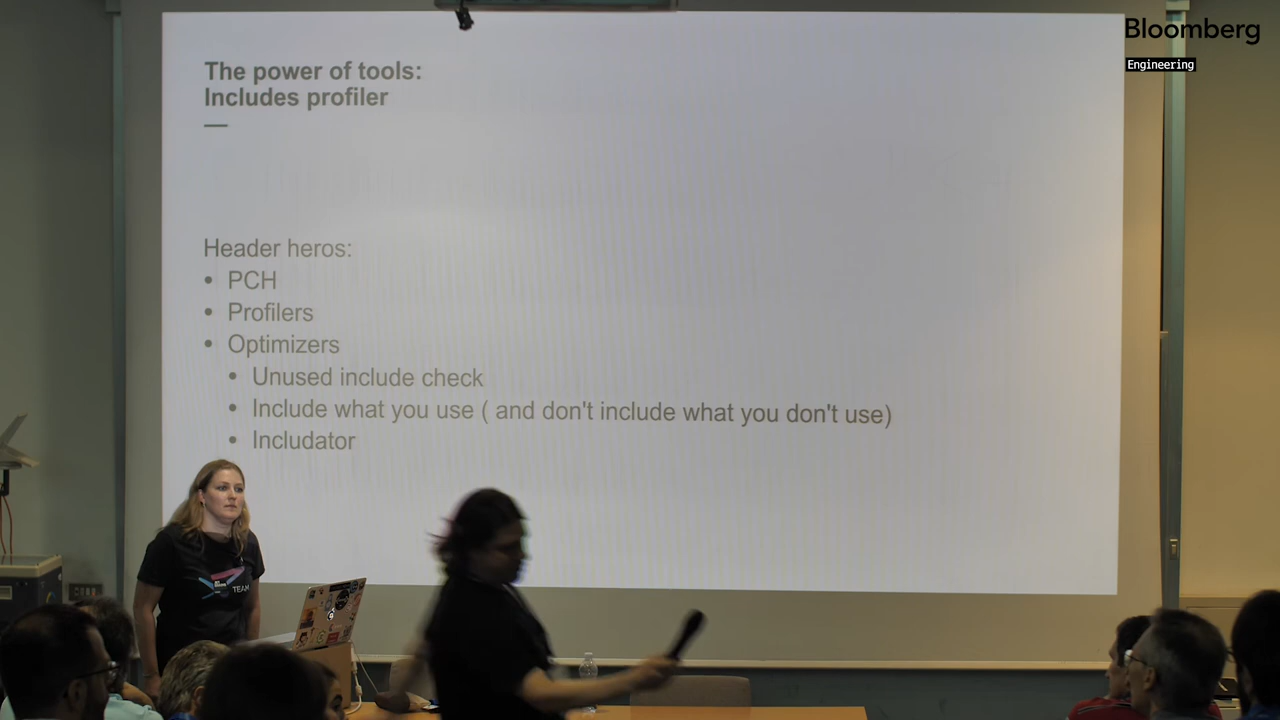 Bloomberg
Engineering
The power of tools:
Includes profiler
Header heros:
• PCH
• Profilers
• Optimizers
• Unused include check
• Include what you use ( and don't include what you don't use)
• Includator
TEAM